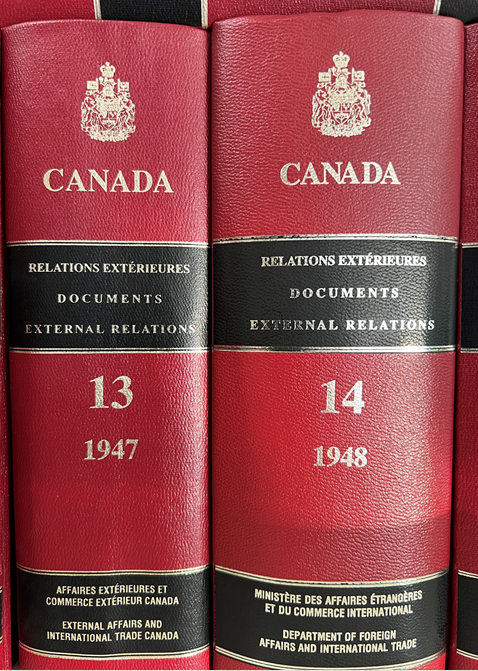 CANADA
RELATIONS EXTÉRIEURES
DOCUMENTS
EXTERNAL RELATIONS
13
1947
AFFAIRES EXTÉRIEURES ET
COMMERCE EXTÉRIEUR CANADA
EXTERNAL AFFAIRS AND
INTERNATIONAL TRADE CANADA
CANADA
RELATIONS EXTÉRIEURES
DOCUMENTS
EXTERNAL RELATIONS
14
1948
MINISTÈRE DES AFFAIRES ÉTRANGÈRES
ET DU COMMERCE INTERNATIONAL
DEPARTMENT OF FOREIGN
AFFAIRS AND INTERNATIONAL TRADE